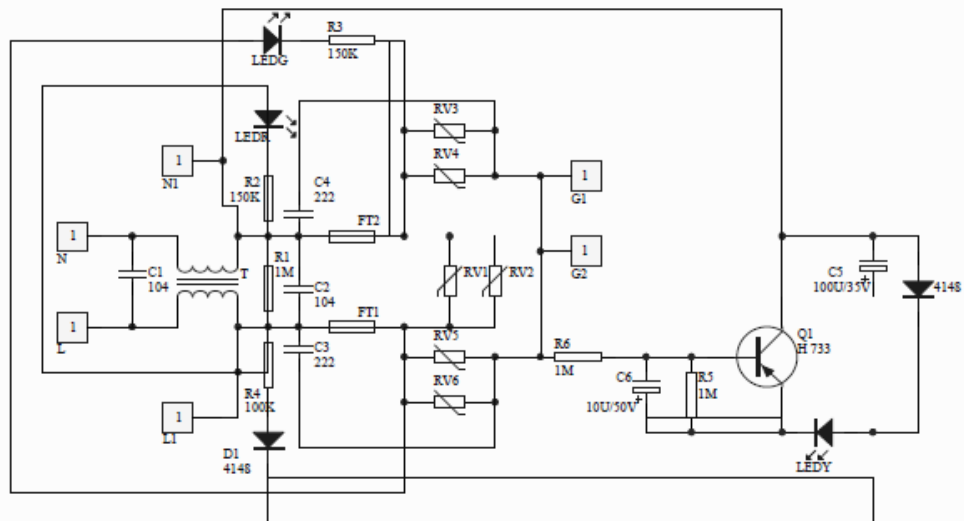 R3
150K
LEDG
RV3
LEDR
RV4
1
N1
R2
150K
C4
222
1
G1
FT2
1
N
R1
1M
1
G2
C1
104
T
C2
104
RV1
RV2
C5
100U/35V
+
4148
1
L
FT1
C3
222
RV5
R6
1M
Q1
H 733
RV6
C6
10U/50V
+
R5
1M
R4
100K
1
L1
D1
4148
LEDY